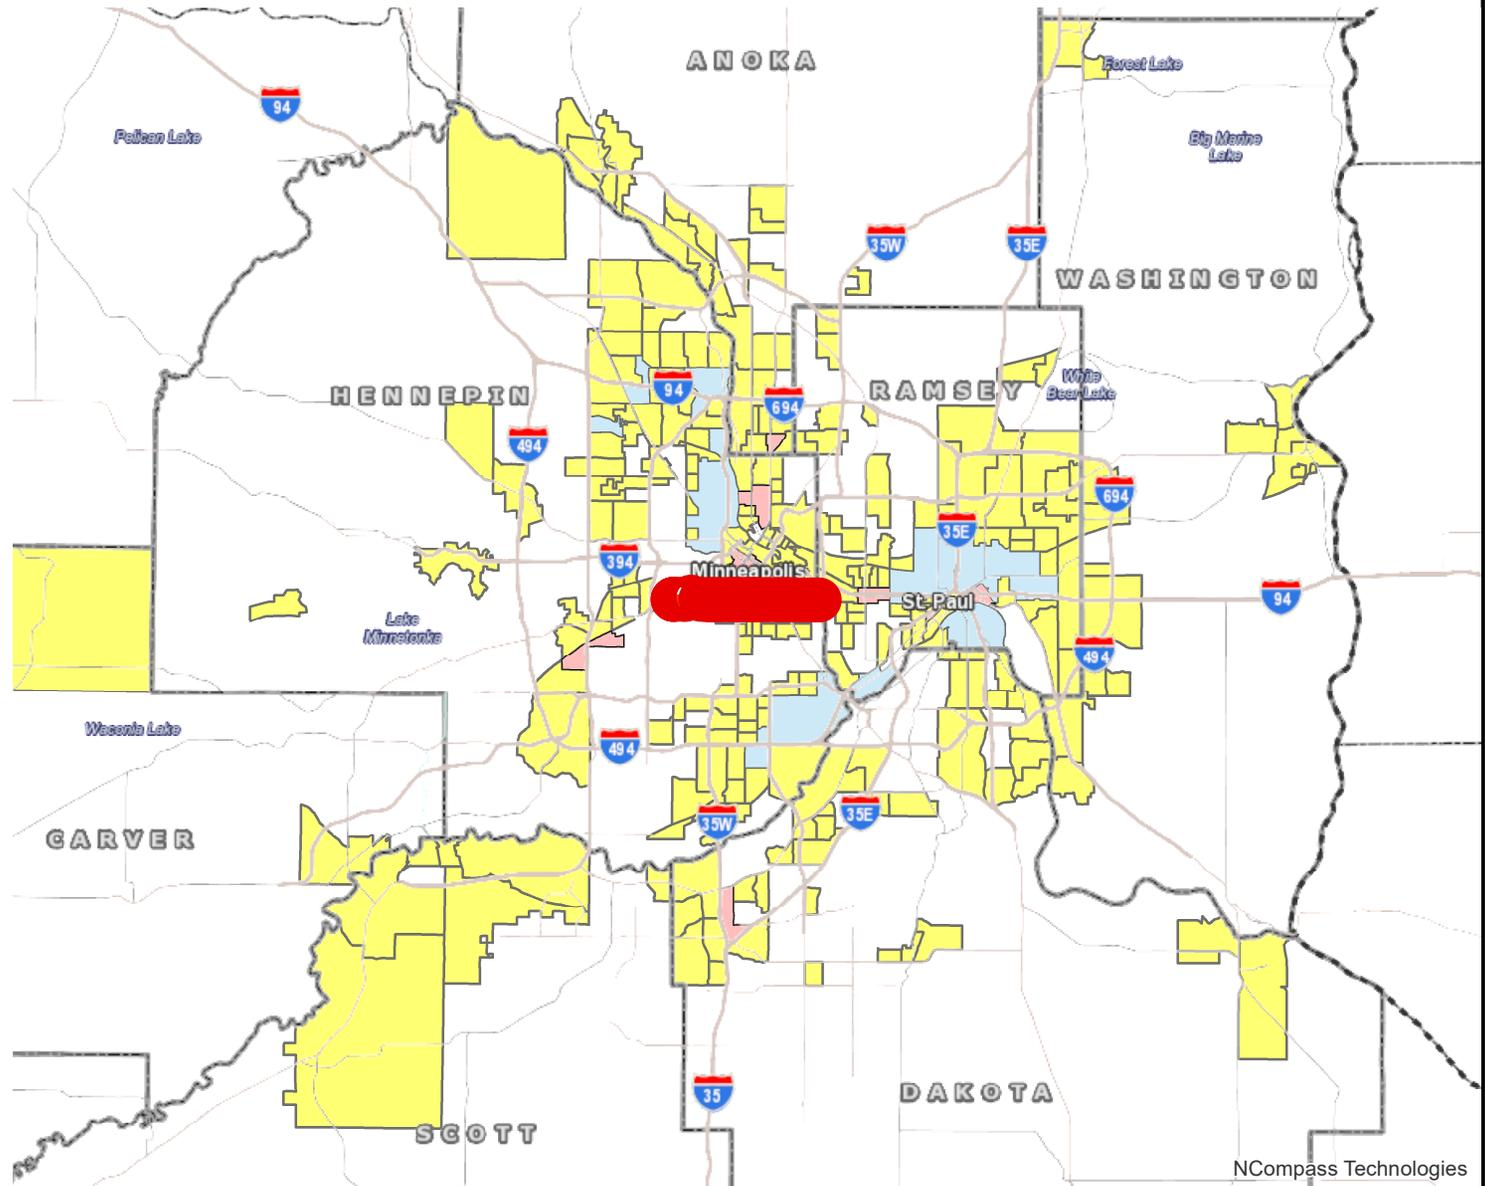 ANOKA
Forest Lake
94
Pelican Lake
Big Marine
Lake
35W
35E
WASHINGTON
HENNEPIN
94
694
RAMSEY
White
Bear Lake
494
694
35E
394
Minneapolis
St. Paul
94
Lake
Minnetonka
494
Waconia Lake
494
35W
35E
CARVER
35
DAKOTA
SCOTT
NCompass Technologies